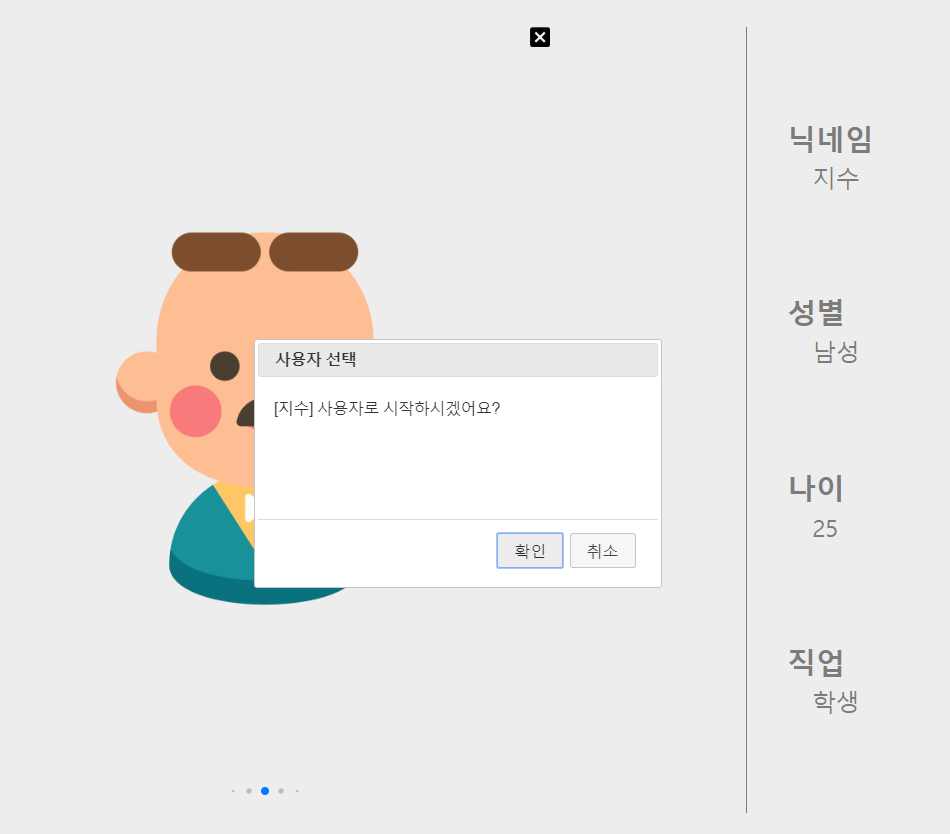 사용자 선택
[지수] 사용자로 시작하시겠어요?
확인
취소
닉네임
지수
성별
남성
나이
25
직업
학생